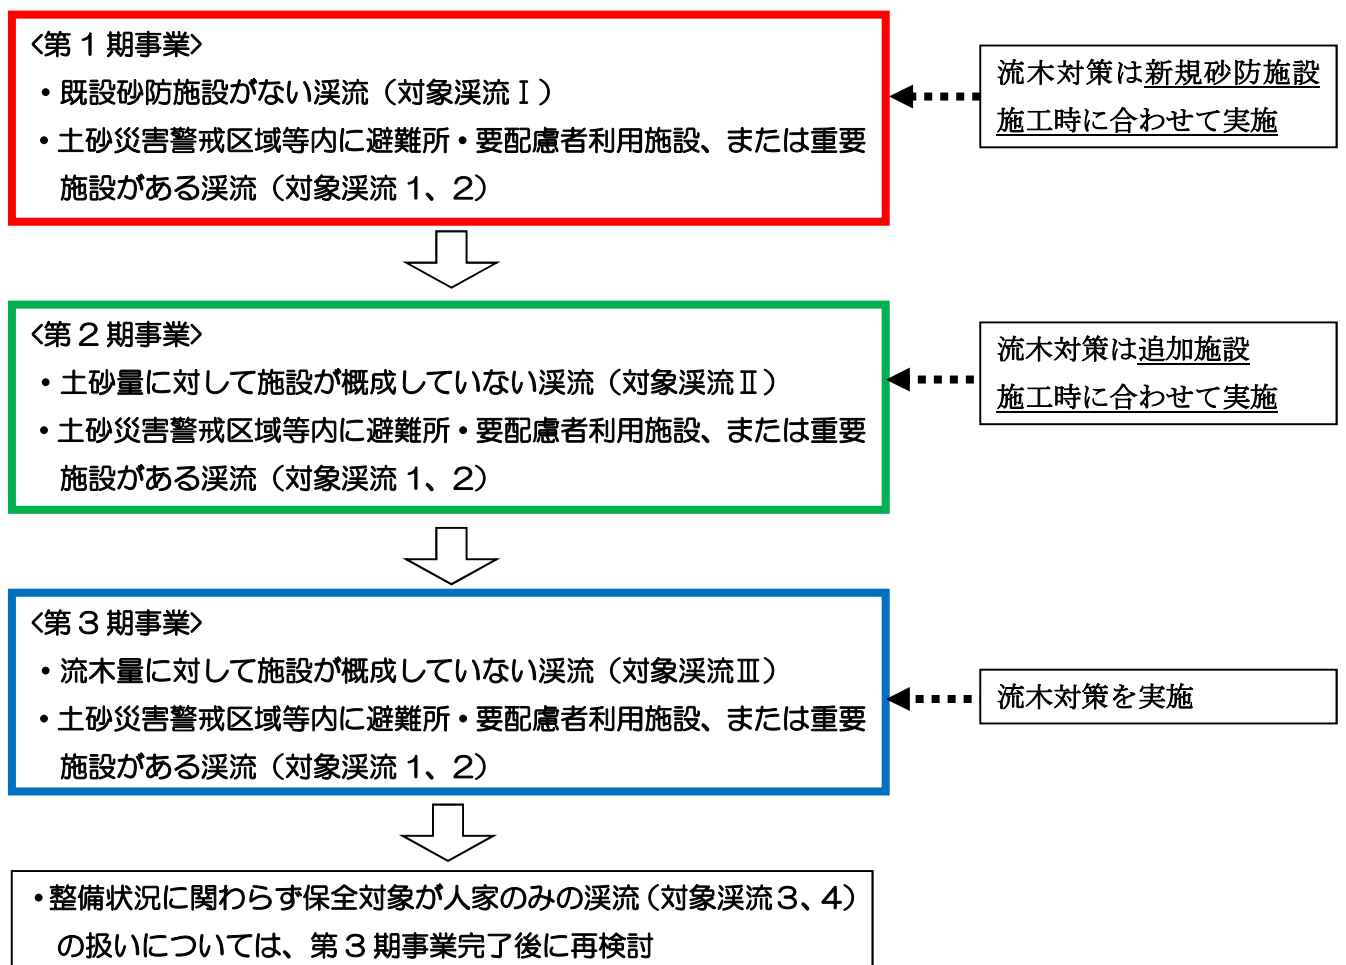 <第1期事業>
・既設砂防施設がない渓流（対象渓流Ⅰ）
・土砂災害警戒区域等内に避難所・要配慮者利用施設、または重要
施設がある渓流（対象渓流1、2）
流木対策は新規砂防施設
施工時に合わせて実施
<第2期事業>
・土砂量に対して施設が概成していない渓流（対象渓流Ⅱ）
・土砂災害警戒区域等内に避難所・要配慮者利用施設、または重要
施設がある渓流（対象渓流1、2）
流木対策は追加施設
施工時に合わせて実施
<第3期事業>
・流木量に対して施設が概成していない渓流（対象渓流Ⅲ）
・土砂災害警戒区域等内に避難所・要配慮者利用施設、または重要
施設がある渓流（対象渓流1、2）
流木対策を実施
・整備状況に関わらず保全対象が人家のみの渓流（対象渓流3、4）
の扱いについては、第3期事業完了後に再検討